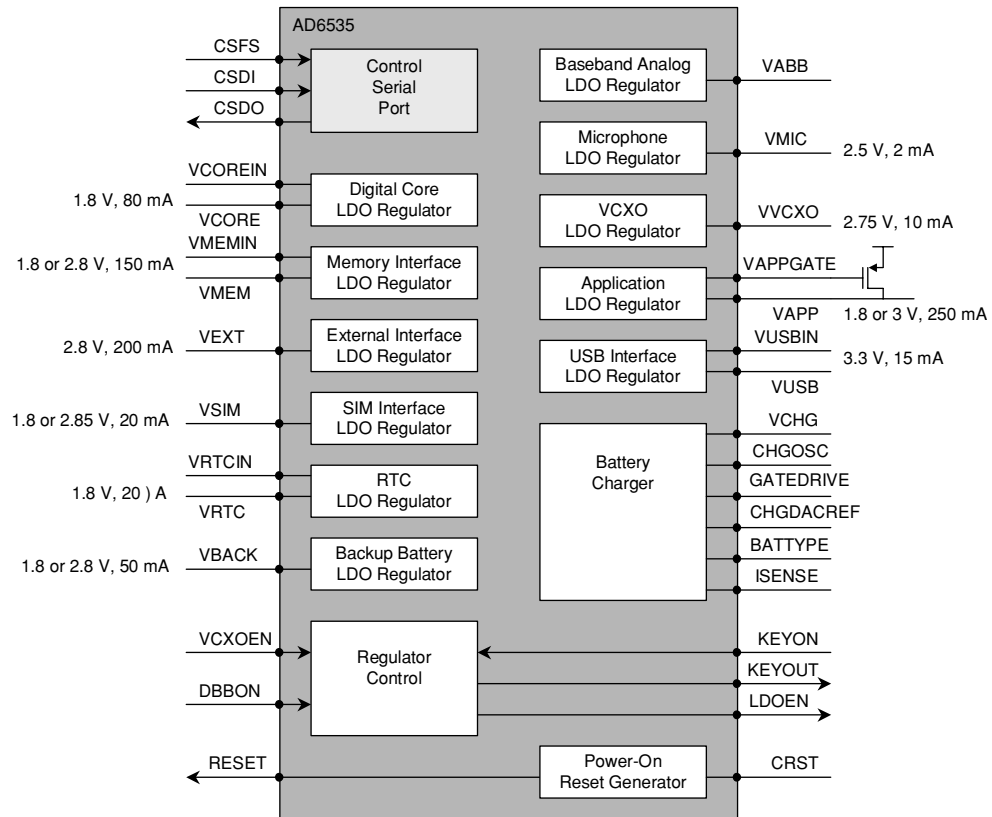 AD6535
CSFS
CSDI
CSDO
Control
Serial
Port
VCOREIN
1.8 V, 80 mA
VCORE
Digital Core
LDO Regulator
VMEMIN
1.8 or 2.8 V, 150 mA
VMEM
Memory Interface
LDO Regulator
VEXT
2.8 V, 200 mA
External Interface
LDO Regulator
VSIM
1.8 or 2.85 V, 20 mA
SIM Interface
LDO Regulator
VRTCIN
1.8 V, 20 ) A
VRTC
RTC
LDO Regulator
VBACK
1.8 or 2.8 V, 50 mA
Backup Battery
LDO Regulator
VCXOEN
DBBON
Regulator
Control
RESET
Baseband Analog
LDO Regulator
VABB
Microphone
LDO Regulator
VMIC
2.5 V, 2 mA
VCXO
LDO Regulator
VVCXO
2.75 V, 10 mA
Application
LDO Regulator
VAPPGATE
VAPP
1.8 or 3 V, 250 mA
USB Interface
LDO Regulator
VUSBIN
3.3 V, 15 mA
VUSB
Battery
Charger
VCHG
CHGOSC
GATEDRIVE
CHGDACREF
BATTYPE
ISENSE
KEYON
KEYOUT
LDOEN
Power-On
Reset Generator
CRST